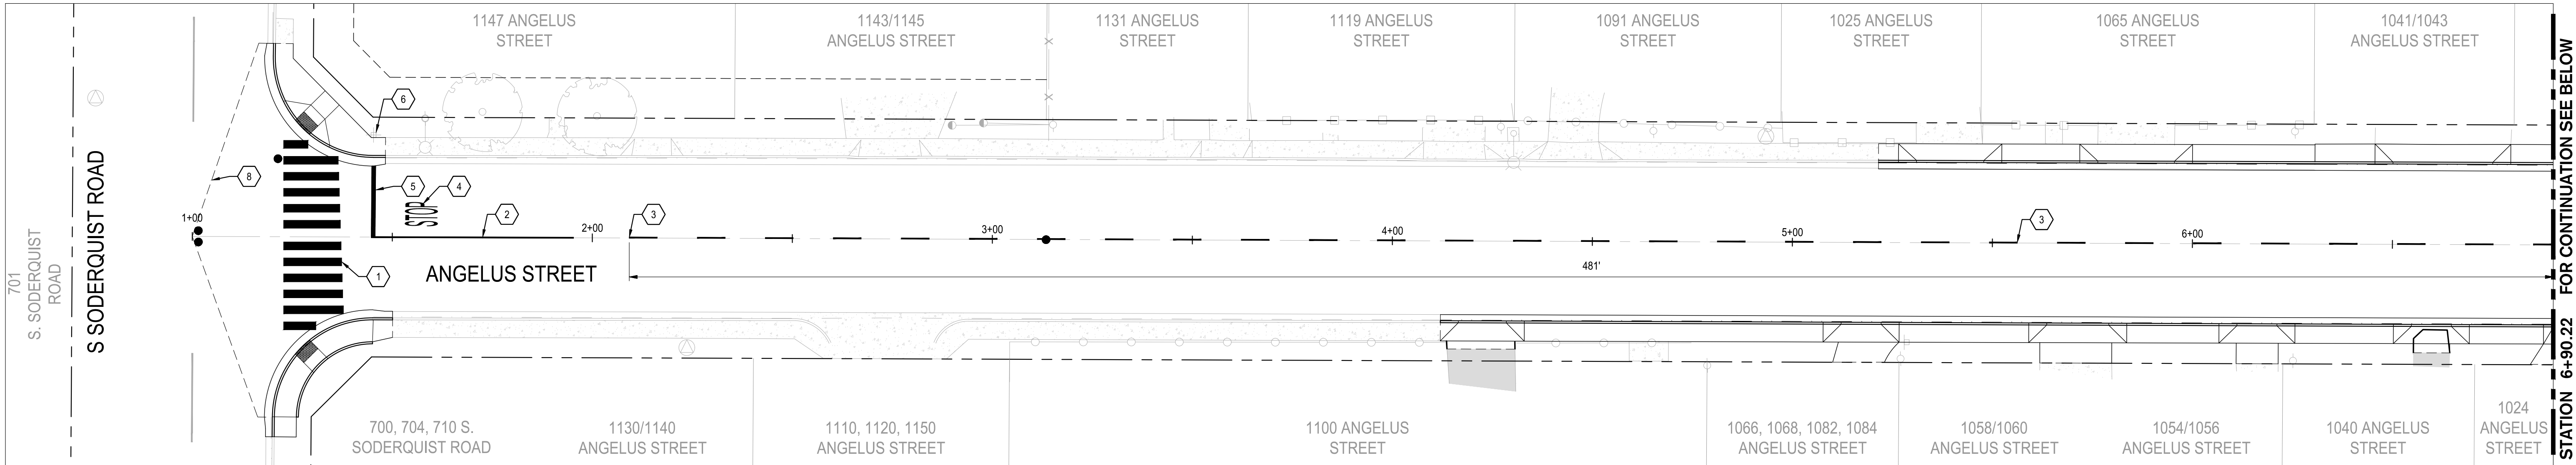 1147 ANGELUS
STREET
1143/1145
ANGELUS STREET
1131 ANGELUS
STREET
1119 ANGELUS
STREET
1091 ANGELUS
STREET
1025 ANGELUS
STREET
1065 ANGELUS
STREET
1041/1043
ANGELUS STREET
701
S. SODERQUIST
ROAD
S SODERQUIST ROAD
6
8
5
4
STOP
2
3
3
1
1+00
2+00
3+00
4+00
5+00
6+00
ANGELUS STREET
481'
700, 704, 710 S.
SODERQUIST ROAD
1130/1140
ANGELUS STREET
1110, 1120, 1150
ANGELUS STREET
1100 ANGELUS
STREET
1066, 1068, 1082, 1084
ANGELUS STREET
1058/1060
ANGELUS STREET
1054/1056
ANGELUS STREET
1040 ANGELUS
STREET
1024
ANGELUS
STREET
STATION 6+90.22 FOR CONTINUATION SEE BELOW